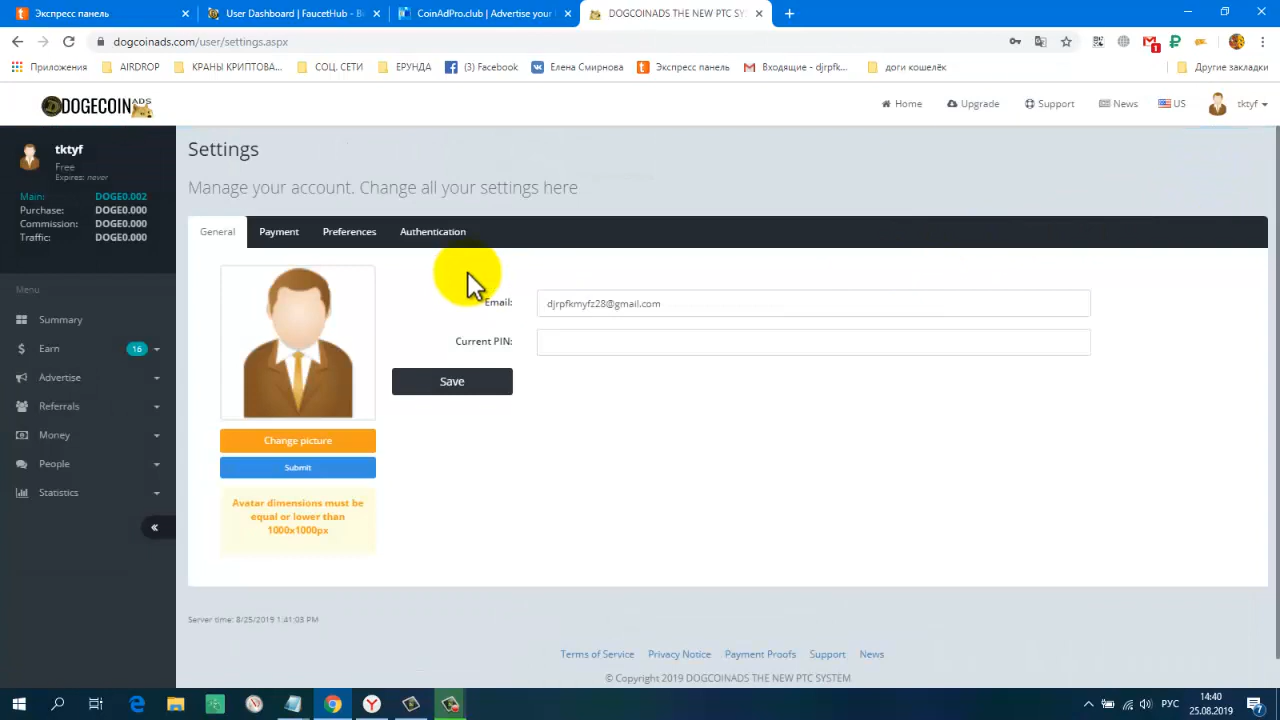 Экспресс панель
User Dashboard | FaucetHub - B
CoinAdPro.club | Advertise your
DOGCOINADS THE NEW PTC SY
dogcoinads.com/user/settings.aspx
1
Приложения
AIRDROP
КРАНЫ КРИПТОВА...
СОЦ. СЕТИ
ЕРУНДА
(3) Facebook
Елена Смирнова
Экспресс панель
Входящие - djrpfk...
доги кошелёк
Другие закладки
DOGECOIN ADS
Home
Upgrade
Support
News
US
tktyf
tktyf
Free
Expires: never
Main: DOGE0.002
Purchase: DOGE0.000
Commission: DOGE0.000
Traffic: DOGE0.000
Menu
Summary
Earn 16
Advertise
Referrals
Money
People
Statistics
Settings
Manage your account. Change all your settings here
General
Payment
Preferences
Authentication
Email: djrpfkmyfz28@gmail.com
Current PIN:
Save
Change picture
Submit
Avatar dimensions must be
equal or lower than
1000x1000px
Server time: 8/25/2019 1:41:03 PM
Terms of Service
Privacy Notice
Payment Proofs
Support
News
© Copyright 2019 DOGCOINADS THE NEW PTC SYSTEM
РУС
14:40
25.08.2019
7